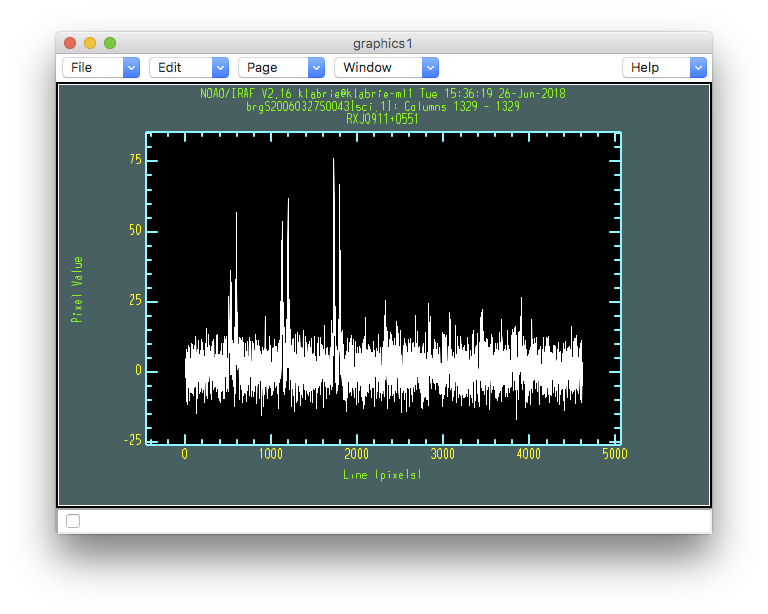 graphics1
File Edit Page Window Help
NOAO/IRAF V2.16 klabrie@klabrie-ml1 Tue 15:36:19 26-Jun-2018
brgS20060327S0043[sci,1]: Columns 1329 - 1329
RXJ0911+0551
75
50
25
0
-25
Pixel Value
0 1000 2000 3000 4000 5000
Line (pixels)